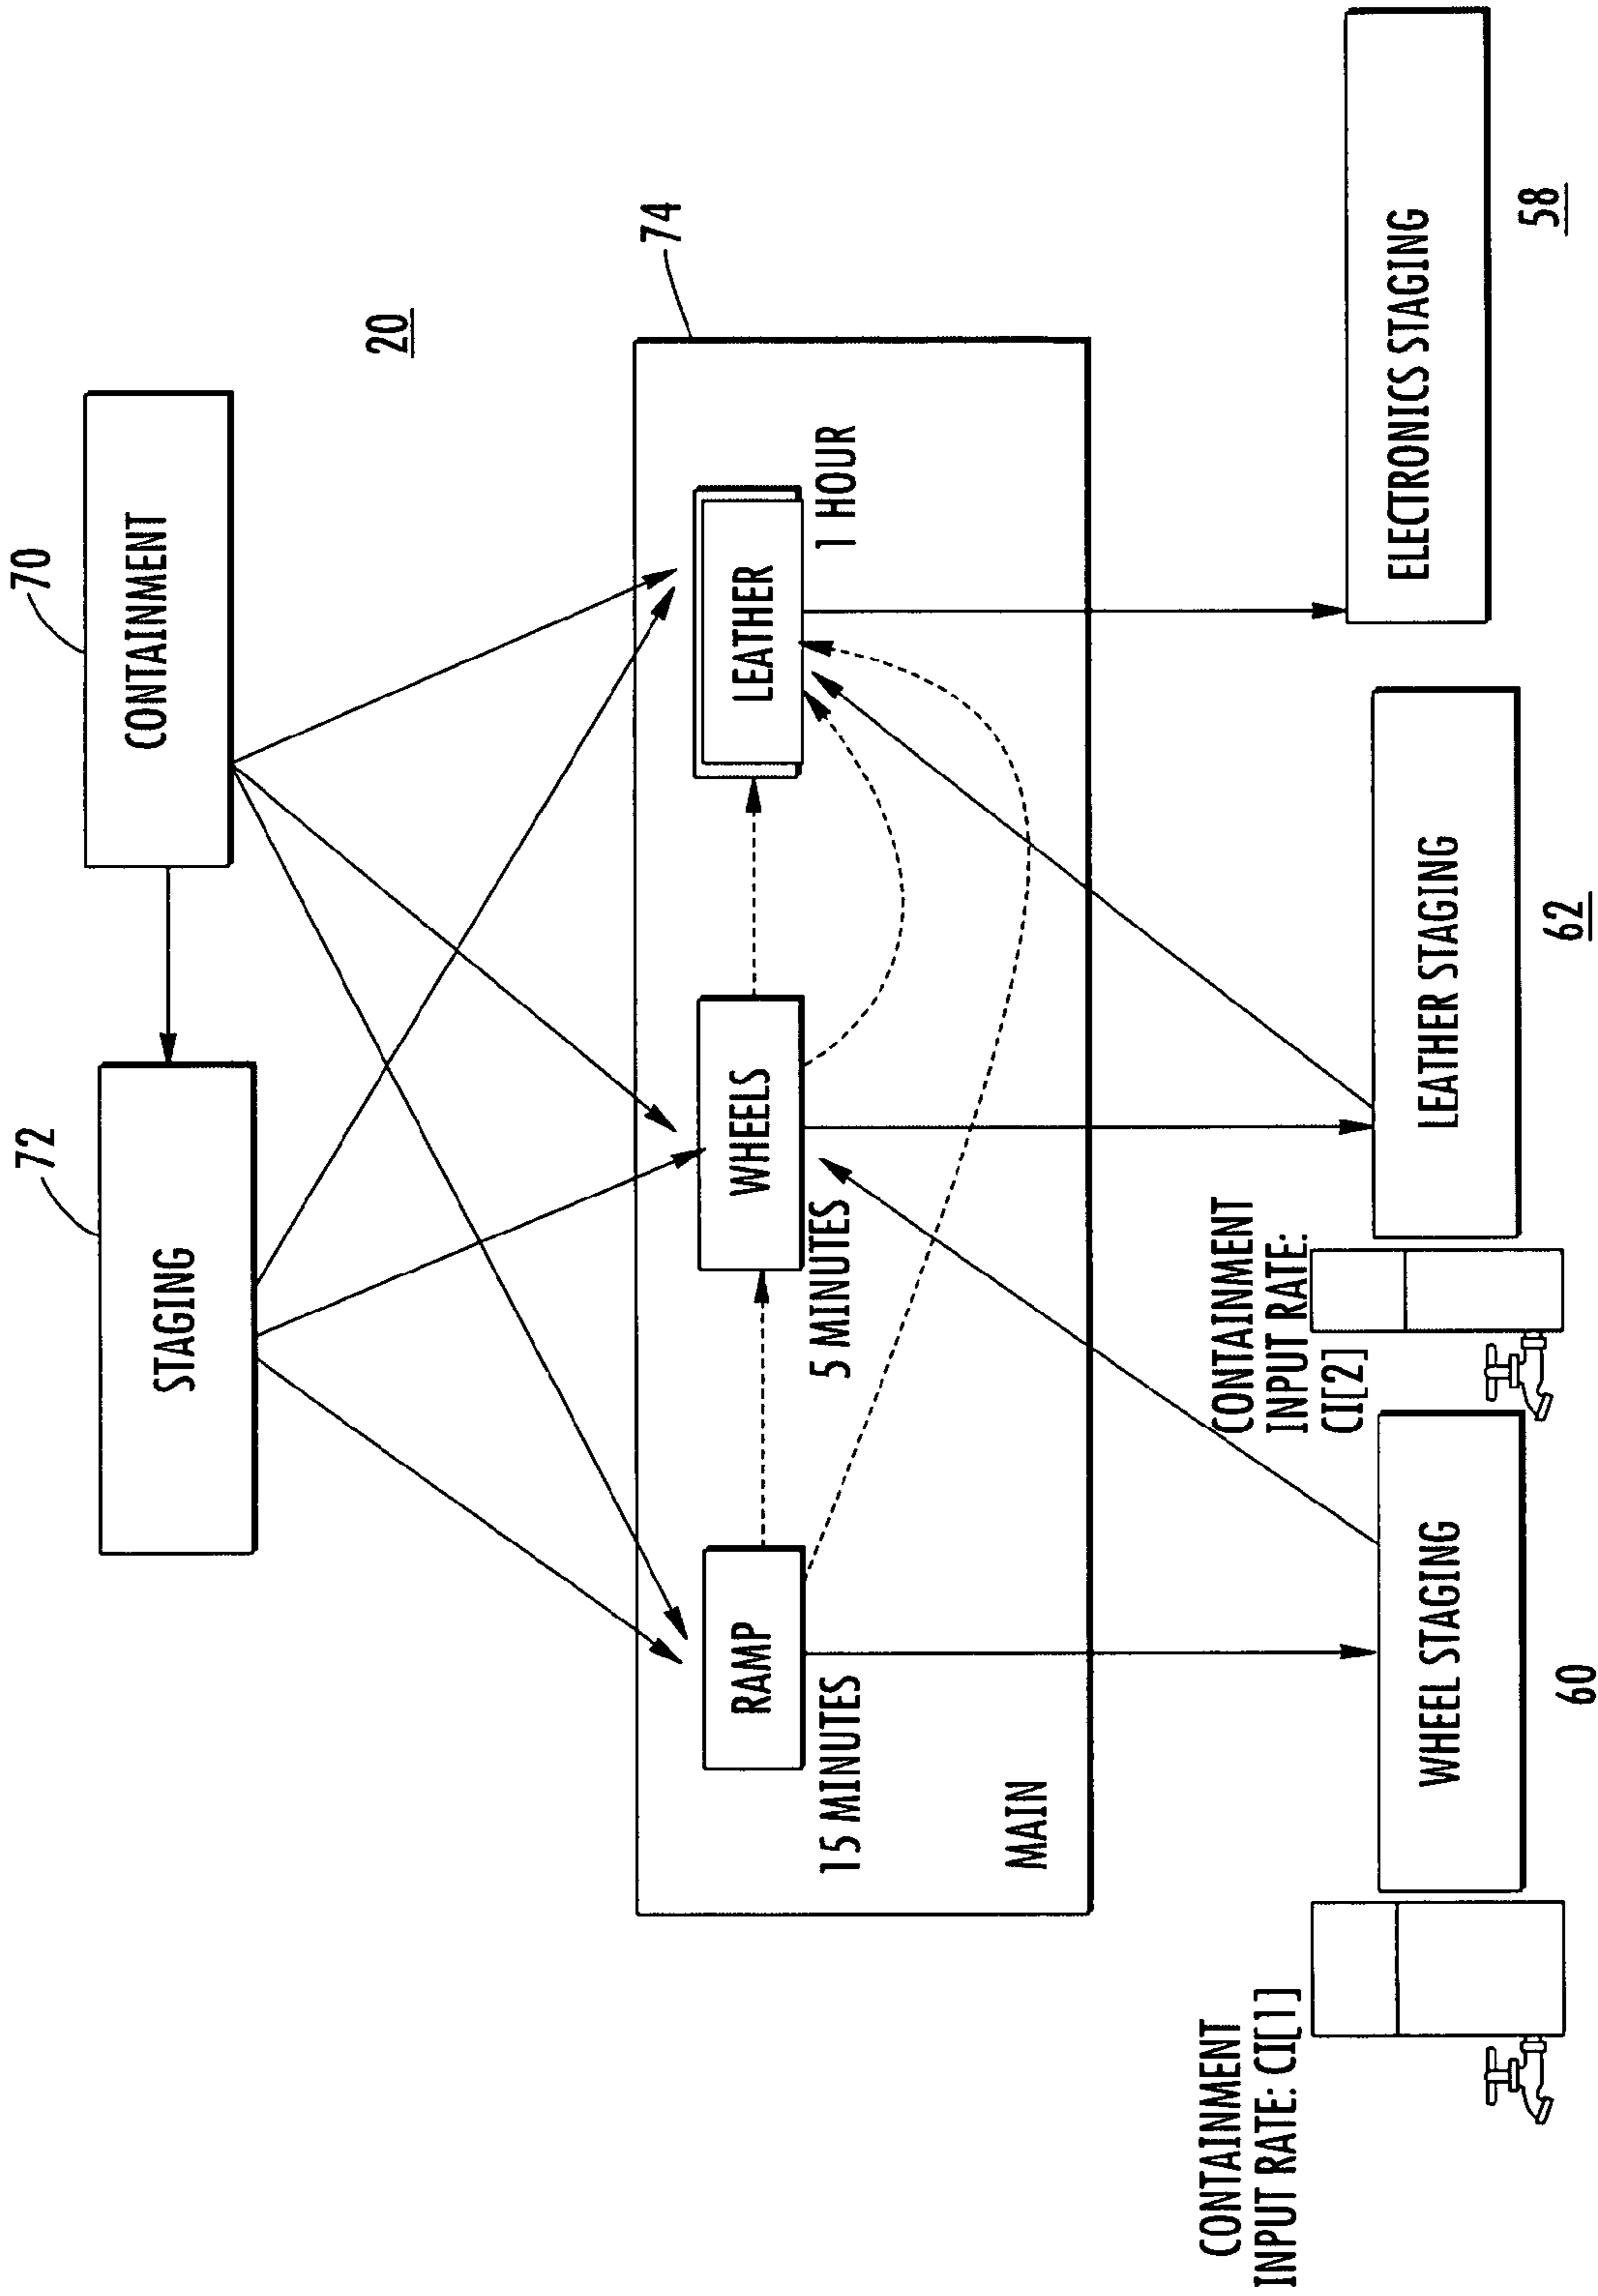 70
72
CONTAINMENT
STAGING
20
74
RAMP
WHEELS
LEATHER
15 MINUTES
5 MINUTES
1 HOUR
MAIN
CONTAINMENT
INPUT RATE: CI[1]
CONTAINMENT
INPUT RATE:
CI[2]
WHEEL STAGING
LEATHER STAGING
ELECTRONICS STAGING
60
62
58